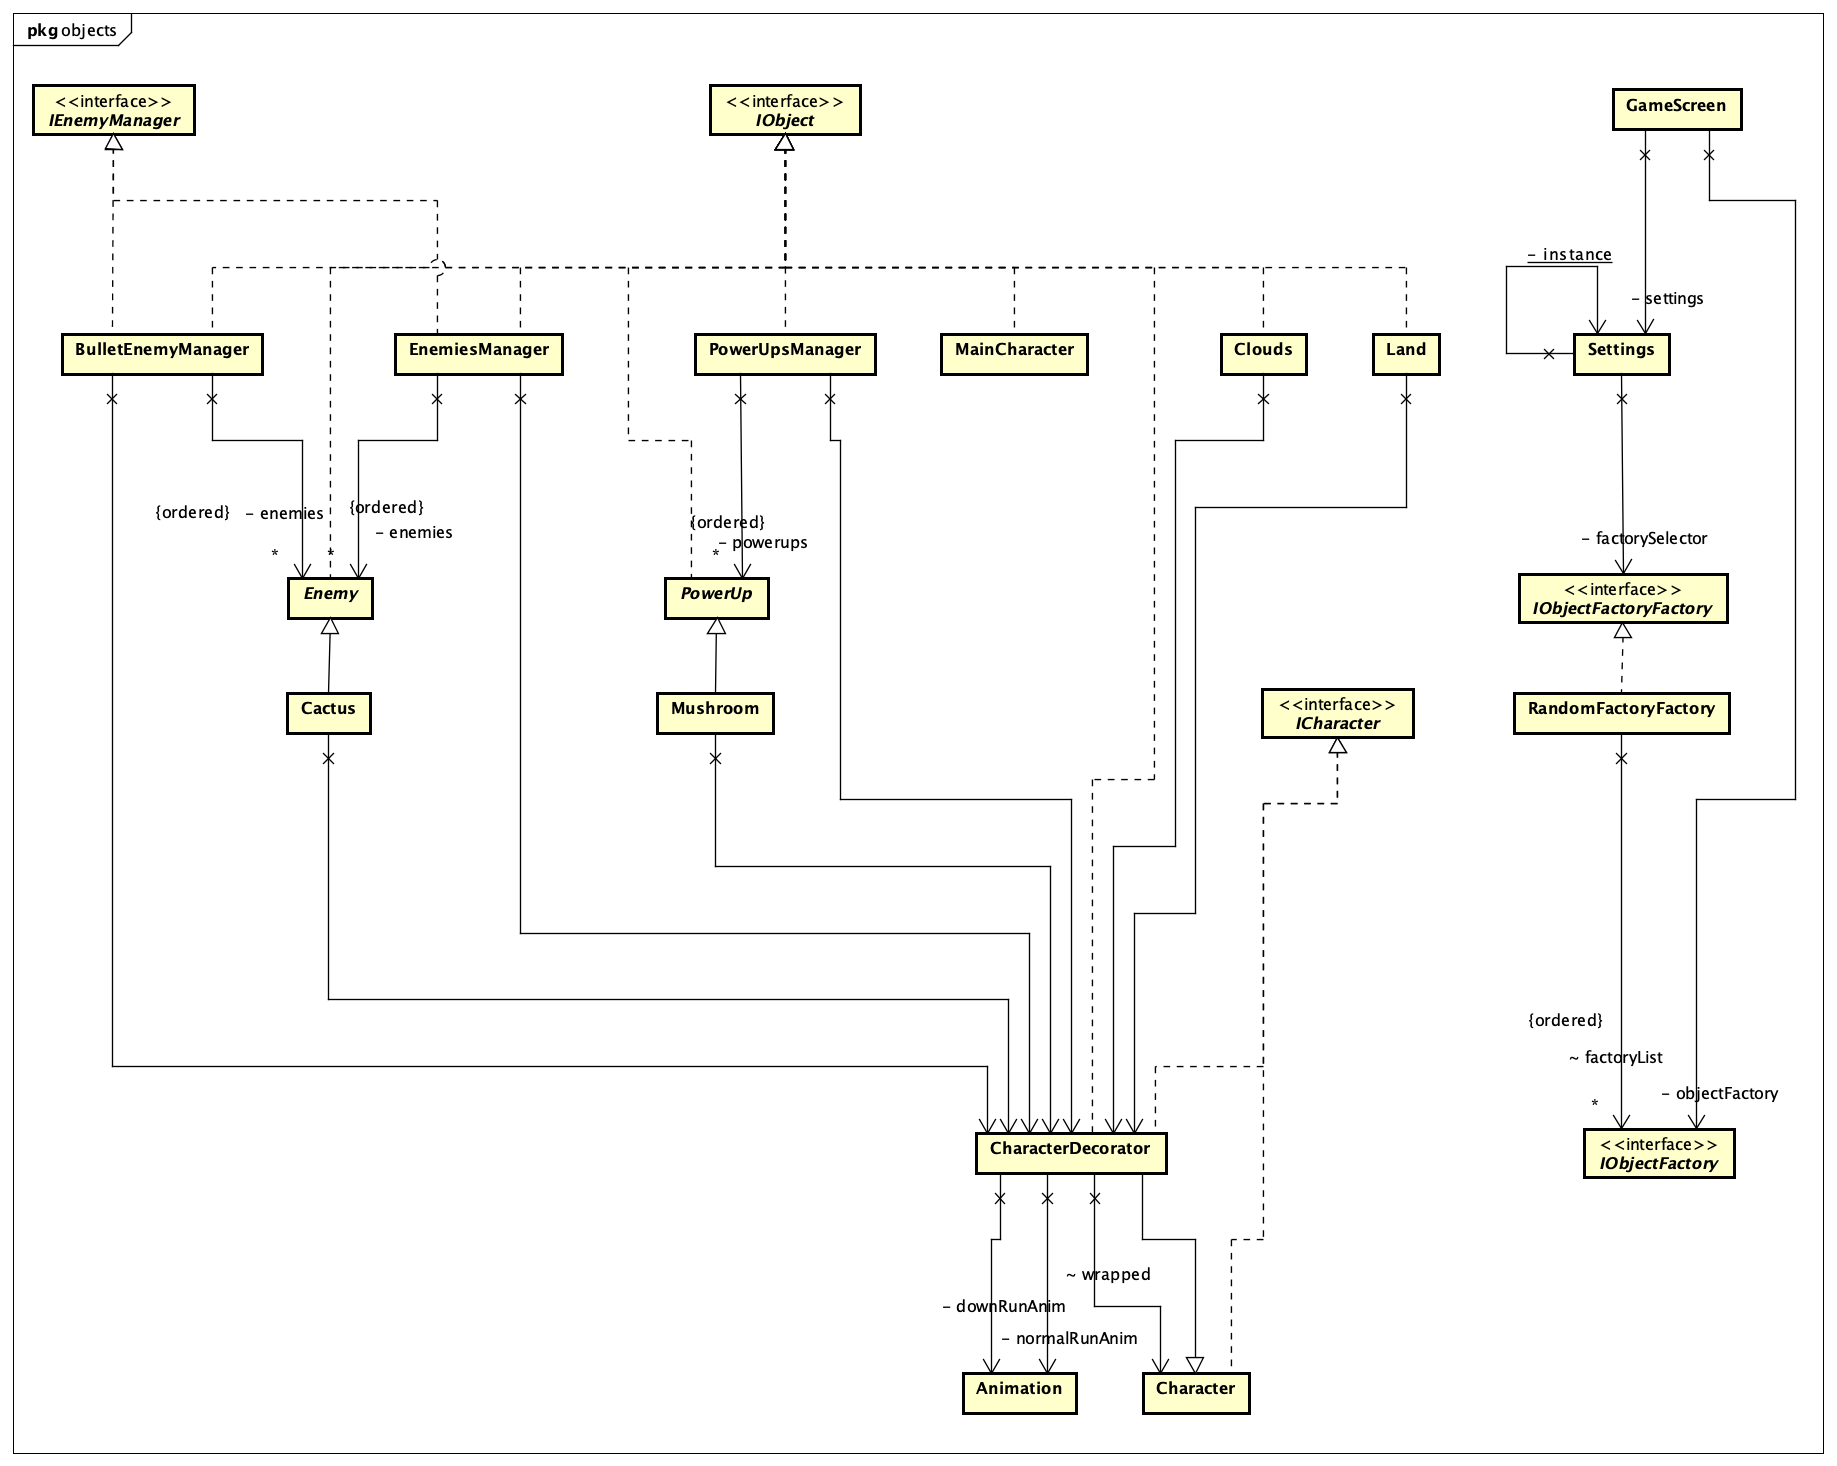 pkg objects
<<interface>>
IEnemyManager
<<interface>>
IObject
GameScreen
- instance
- settings
BulletEnemyManager
EnemiesManager
PowerUpsManager
MainCharacter
Clouds
Land
Settings
{ordered}
- enemies
*
{ordered}
- enemies
*
{ordered}
- powerups
*
- factorySelector
Enemy
PowerUp
<<interface>>
IObjectFactoryFactory
Cactus
Mushroom
<<interface>>
ICharacter
RandomFactoryFactory
{ordered}
~ factoryList
*
- objectFactory
CharacterDecorator
<<interface>>
IObjectFactory
~ wrapped
- downRunAnim
- normalRunAnim
Animation
Character